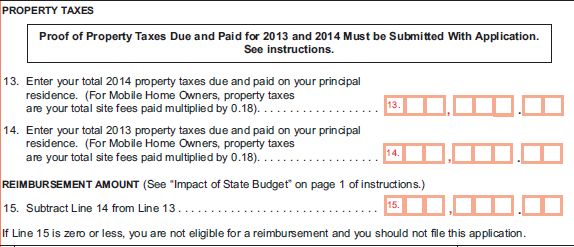 PROPERTY TAXES
Proof of Property Taxes Due and Paid for 2013 and 2014 Must be Submitted With Application.
See instructions.
13. Enter your total 2014 property taxes due and paid on your principal
residence. (For Mobile Home Owners, property taxes
are your total site fees paid multiplied by 0.18). . . . . . . . . . . . . . . . . . . 13. , .
14. Enter your total 2013 property taxes due and paid on your principal
residence. (For Mobile Home Owners, property taxes
are your total site fees paid multiplied by 0.18). . . . . . . . . . . . . . . . . . . 14. , .
REIMBURSEMENT AMOUNT (See “Impact of State Budget” on page 1 of instructions.)
15. Subtract Line 14 from Line 13 . . . . . . . . . . . . . . . . . . . . . . . . . . . . . . . 15. , .
If Line 15 is zero or less, you are not eligible for a reimbursement and you should not file this application.